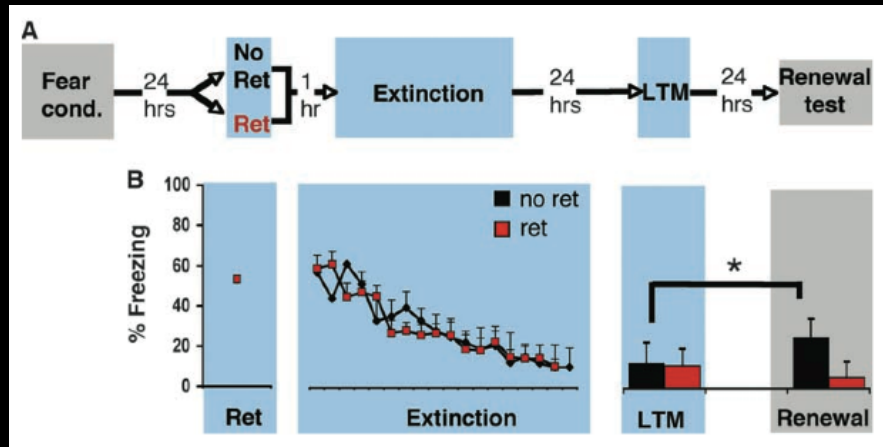 A
Fear
cond.
24
hrs
No
Ret
Ret
1
hr
Extinction
24
hrs
LTM
24
hrs
Renewal
test
B
% Freezing
100
80
60
40
20
0
Ret
no ret
ret
Extinction
*
LTM
Renewal